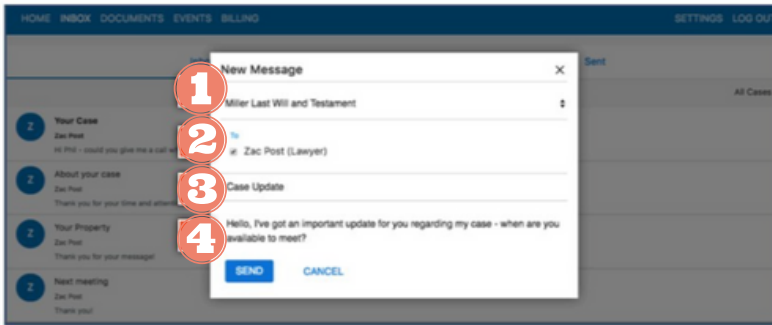 HOME INBOX DOCUMENTS EVENTS BILLING SETTINGS LOG OUT
New Message ×
Sent
1
Miller Last Will and Testament
All Cases
2
To
Zac Post (Lawyer)
3
Case Update
4
Hello, I've got an important update for you regarding my case - when are you
available to meet?
SEND CANCEL
Z
Your Case
Zac Post
Hi Phil - could you give me a call
Z
About your case
Zac Post
Thank you for your time and
Z
Your Property
Zac Post
Thank you for your message!
Z
Next meeting
Zac Post
Thank you!